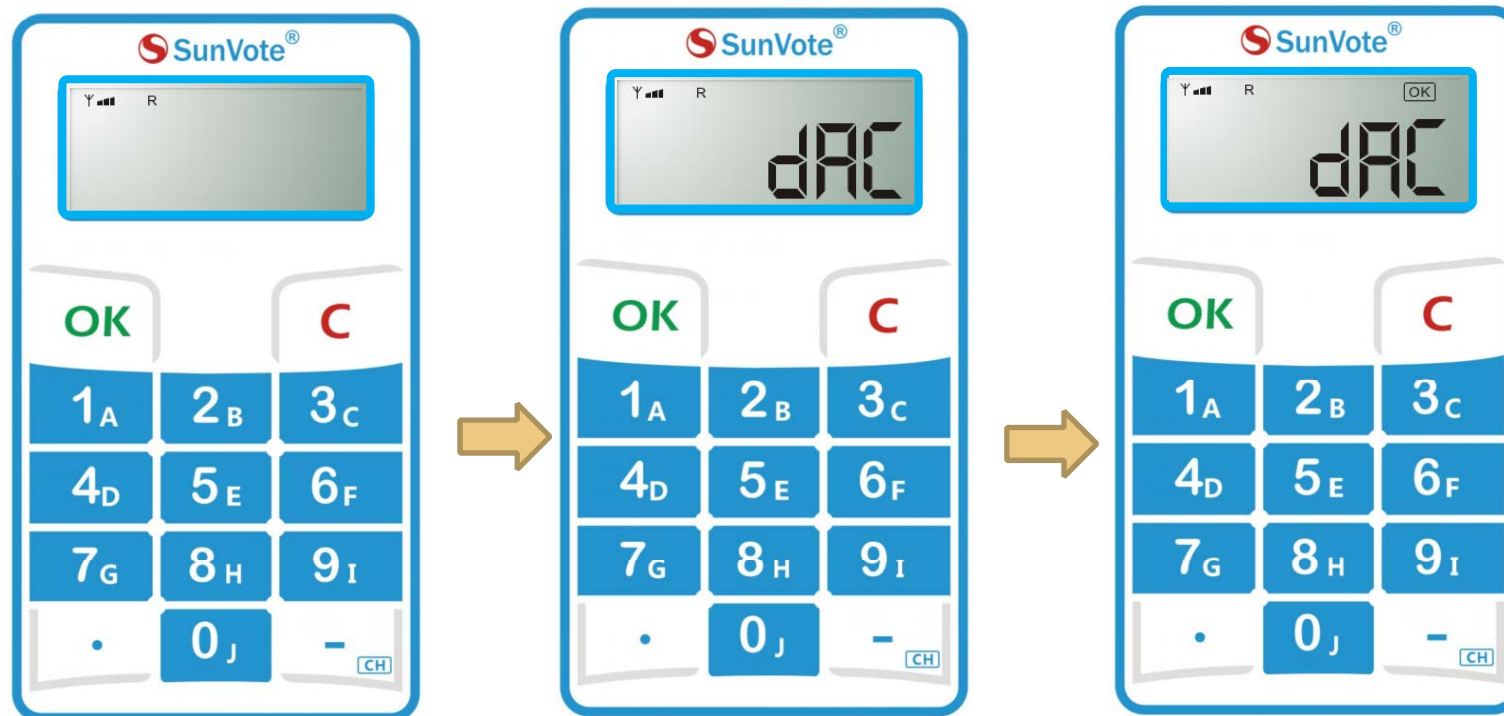 SunVote®
R
OK C
1A 2B 3C
4D 5E 6F
7G 8H 9I
. 0J - CH
SunVote®
R
dAC
OK C
1A 2B 3C
4D 5E 6F
7G 8H 9I
. 0J - CH
SunVote®
R OK
dAC
OK C
1A 2B 3C
4D 5E 6F
7G 8H 9I
. 0J - CH